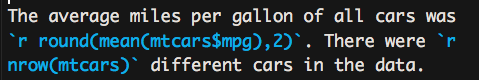 The average miles per gallon of all cars was
`r round(mean(mtcars$mpg),2)`. There were `r
nrow(mtcars)` different cars in the data.